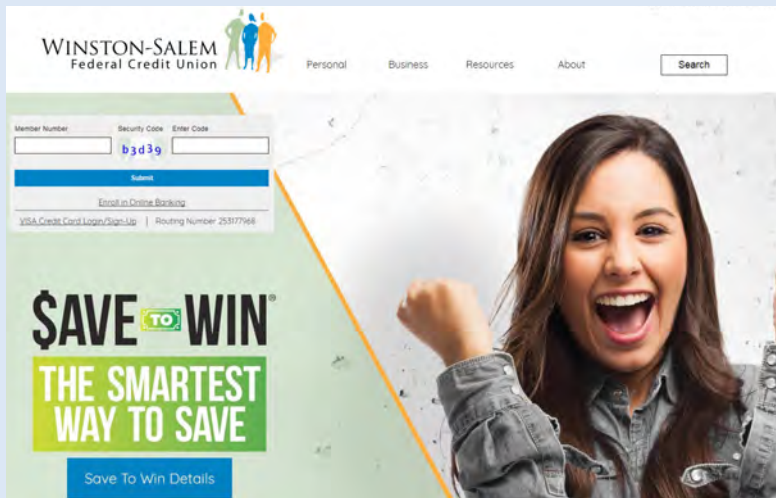 WINSTON-SALEM
Federal Credit Union
Personal Business Resources About Search
Member Number Security Code Enter Code
b3d39
Submit
Enroll in Online Banking
VISA Credit Card Login/Sign-Up | Routing Number 253177968
$AVE TO WIN®
THE SMARTEST
WAY TO SAVE
Save To Win Details